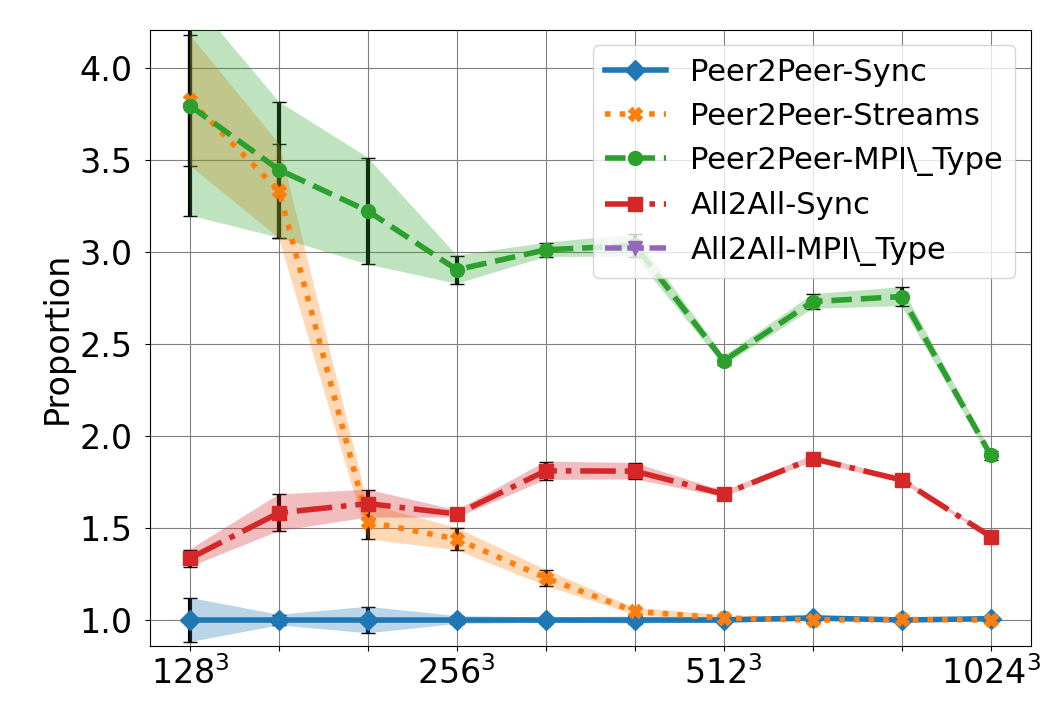 Proportion
4.0
3.5
3.0
2.5
2.0
1.5
1.0
128³
256³
512³
1024³
Peer2Peer-Sync
Peer2Peer-Streams
Peer2Peer-MPI\_Type
All2All-Sync
All2All-MPI\_Type